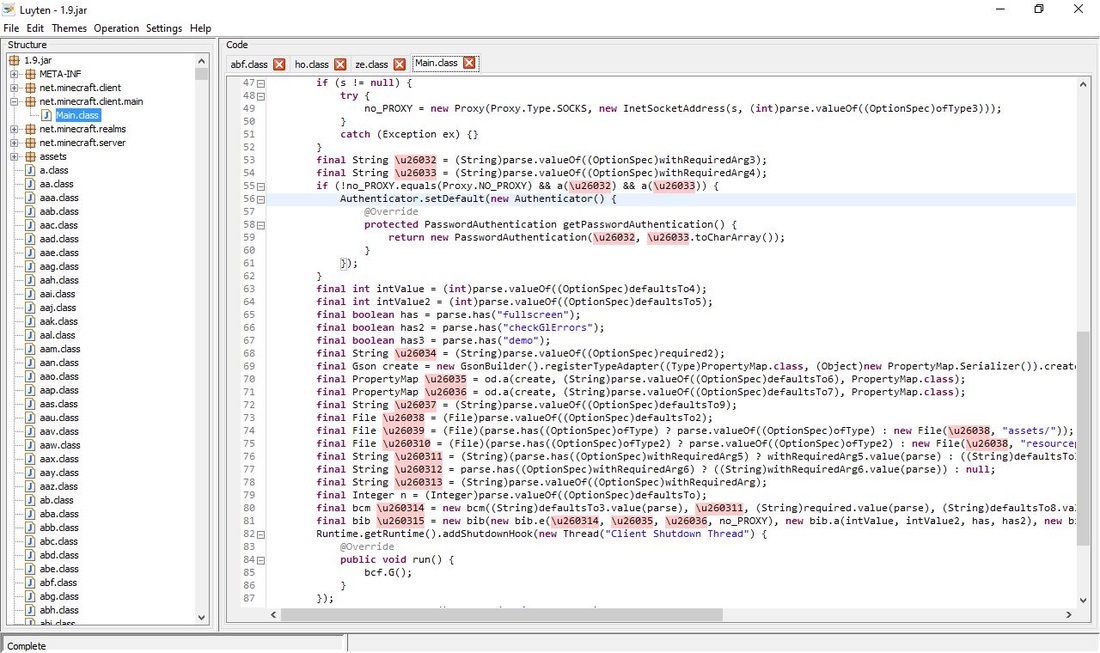 Luyten - 1.9.jar
File Edit Themes Operation Settings Help
Structure
1.9.jar
META-INF
net.minecraft.client
net.minecraft.client.main
Main.class
net.minecraft.realms
net.minecraft.server
assets
a.class
aa.class
aaa.class
aab.class
aac.class
aad.class
aae.class
aag.class
aah.class
aai.class
aaj.class
aak.class
aal.class
aam.class
aan.class
aao.class
aap.class
aas.class
aau.class
aav.class
aaw.class
aax.class
aay.class
aaz.class
ab.class
aba.class
abb.class
abc.class
abd.class
abe.class
abf.class
abg.class
abh.class
abi.class
Code
abf.class ho.class ze.class Main.class
47 if (s != null) {
48 try {
49 no_PROXY = new Proxy(Proxy.Type.SOCKS, new InetSocketAddress(s, (int)parse.valueOf((OptionSpec)ofType3)));
50 }
51 catch (Exception ex) {}
52 }
53 final String \u26032 = (String)parse.valueOf((OptionSpec)withRequiredArg3);
54 final String \u26033 = (String)parse.valueOf((OptionSpec)withRequiredArg4);
55 if (!no_PROXY.equals(Proxy.NO_PROXY) && a(\u26032) && a(\u26033)) {
56 Authenticator.setDefault(new Authenticator() {
57 @Override
58 protected PasswordAuthentication getPasswordAuthentication() {
59 return new PasswordAuthentication(\u26032, \u26033.toCharArray());
60 }
61 });
62 }
63 final int intValue = (int)parse.valueOf((OptionSpec)defaultsTo4);
64 final int intValue2 = (int)parse.valueOf((OptionSpec)defaultsTo5);
65 final boolean has = parse.has("fullscreen");
66 final boolean has2 = parse.has("checkGlErrors");
67 final boolean has3 = parse.has("demo");
68 final String \u26034 = (String)parse.valueOf((OptionSpec)required2);
69 final Gson create = new GsonBuilder().registerTypeAdapter((Type)PropertyMap.class, (Object)new PropertyMap.Serializer()).create
70 final PropertyMap \u26035 = od.a(create, (String)parse.valueOf((OptionSpec)defaultsTo6), PropertyMap.class);
71 final PropertyMap \u26036 = od.a(create, (String)parse.valueOf((OptionSpec)defaultsTo7), PropertyMap.class);
72 final String \u26037 = (String)parse.valueOf((OptionSpec)defaultsTo9);
73 final File \u26038 = (File)parse.valueOf((OptionSpec)defaultsTo2);
74 final File \u26039 = (File)(parse.has((OptionSpec)ofType) ? parse.valueOf((OptionSpec)ofType) : new File(\u26038, "assets/"));
75 final File \u260310 = (File)(parse.has((OptionSpec)ofType2) ? parse.valueOf((OptionSpec)ofType2) : new File(\u26038, "resourcep
76 final String \u260311 = (String)(parse.has((OptionSpec)withRequiredArg5) ? withRequiredArg5.value(parse) : ((String)defaultsTo
77 final String \u260312 = parse.has((OptionSpec)withRequiredArg6) ? ((String)withRequiredArg6.value(parse)) : null;
78 final String \u260313 = (String)parse.valueOf((OptionSpec)withRequiredArg);
79 final Integer n = (Integer)parse.valueOf((OptionSpec)defaultsTo);
80 final bcm \u260314 = new bcm((String)defaultsTo3.value(parse), \u260311, (String)required.value(parse), (String)defaultsTo8.va
81 final bib \u260315 = new bib(new bib.e(\u260314, \u26035, \u26036, no_PROXY), new bib.a(intValue, intValue2, has, has2), new b
82 Runtime.getRuntime().addShutdownHook(new Thread("Client Shutdown Thread") {
83 @Override
84 public void run() {
85 bcf.G();
86 }
87 });
Complete